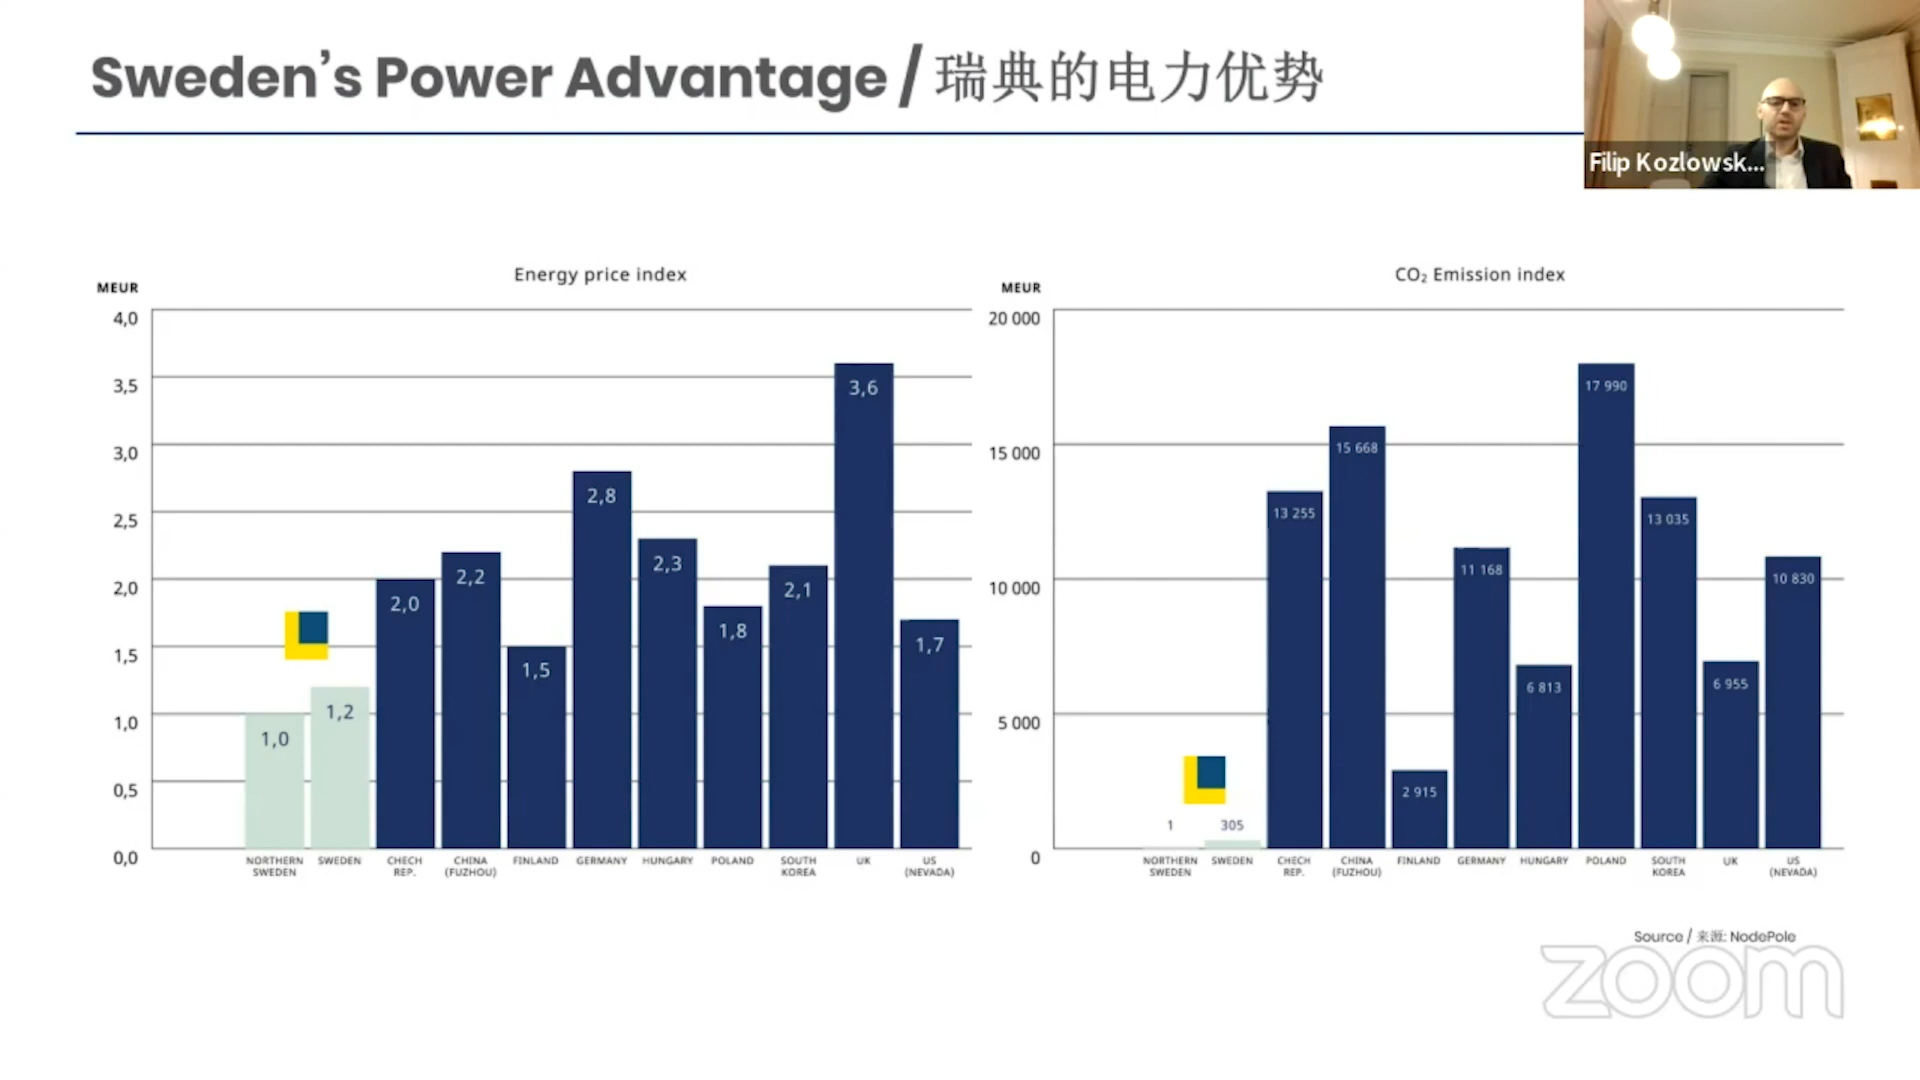 Sweden's Power Advantage / 瑞典的电力优势
Filip Kozlowsk...
Energy price index
MEUR
4,0
3,5
3,0
2,5
2,0
1,5
1,0
0,5
0,0
1,0
1,2
2,0
2,2
1,5
2,8
2,3
1,8
2,1
3,6
1,7
NORTHERN
SWEDEN
SWEDEN
CHECH
REP.
CHINA
(FUZHOU)
FINLAND
GERMANY
HUNGARY
POLAND
SOUTH
KOREA
UK
US
(NEVADA)
CO₂ Emission index
MEUR
20 000
15 000
10 000
5 000
0
1
305
13 255
15 668
2 915
11 168
6 813
17 990
13 035
6 955
10 830
NORTHERN
SWEDEN
SWEDEN
CHECH
REP.
CHINA
(FUZHOU)
FINLAND
GERMANY
HUNGARY
POLAND
SOUTH
KOREA
UK
US
(NEVADA)
Source / 来源: NodePole
zoom